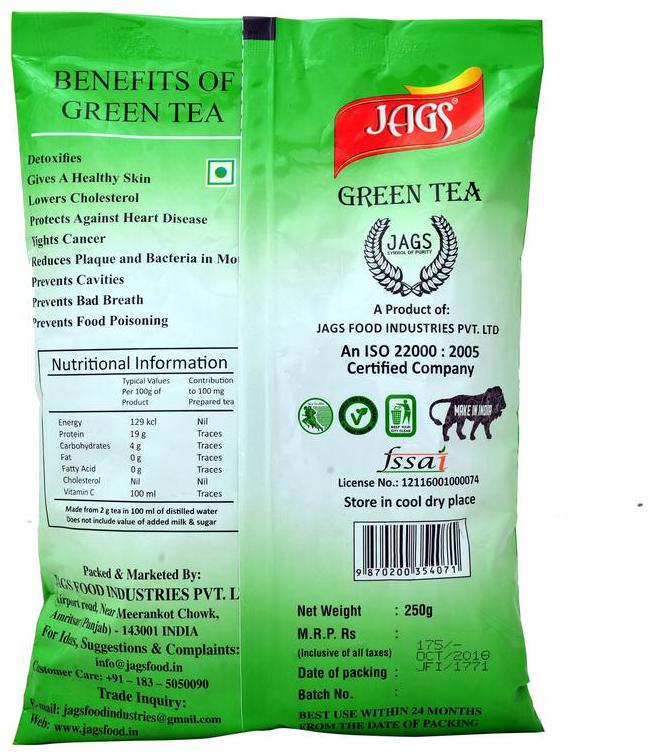 BENEFITS OF
GREEN TEA
Detoxifies
Gives A Healthy Skin
Lowers Cholesterol
Protects Against Heart Disease
Fights Cancer
Reduces Plaque and Bacteria in Mo
Prevents Cavities
Prevents Bad Breath
Prevents Food Poisoning
Nutritional Information
Typical Values Per 100g of Product Contribution to 100 mg Prepared tea
Energy 129 kcl Nil
Protein 19 g Traces
Carbohydrates 4 g Traces
Fat 0 g Traces
Fatty Acid 0 g Traces
Cholesterol Nil Nil
Vitamin C 100 ml Traces
Made from 2 g tea in 100 ml of distilled water
Does not include value of added milk & sugar
Packed & Marketed By:
JAGS FOOD INDUSTRIES PVT. L
Airport road, Near Meerankot Chowk,
Amritsar (Punjab) - 143001 INDIA
For Idas, Suggestions & Complaints:
info@jagsfood.in
Customer Care: +91 - 183 - 5050090
Trade Inquiry:
E-mail: jagsfoodindustries@gmail.com
Web: www.jagsfood.in
JAGS®
GREEN TEA
JAGS
SYMBOL OF PURITY
A Product of:
JAGS FOOD INDUSTRIES PVT. LTD
An ISO 22000 : 2005
Certified Company
KEEP YOUR
CITY CLEAN
MAKE IN INDIA
fssai
License No.: 12116001000074
Store in cool dry place
9 870200 354071
Net Weight : 250g
M.R.P. Rs : 175/-
(Inclusive of all taxes) OCT/2016
Date of packing : JFI/1771
Batch No. :
BEST USE WITHIN 24 MONTHS
FROM THE DATE OF PACKING